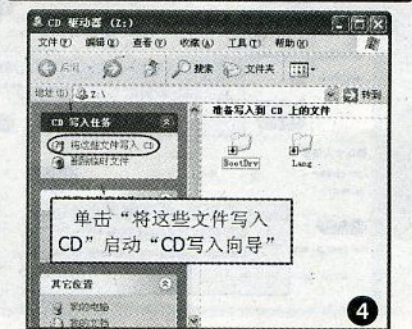 CD 驱动器 (Z:)
文件(F) 编辑(E) 查看(V) 收藏(A) 工具(T) 帮助(H)
后退 搜索 文件夹
地址(D) Z:\ 转到
CD 写入任务
将这些文件写入 CD
删除临时文件
准备写入到 CD 上的文件
BootDrv Lang
单击“将这些文件写入
CD”启动“CD写入向导”
其它位置
我的电脑
我的文档
4